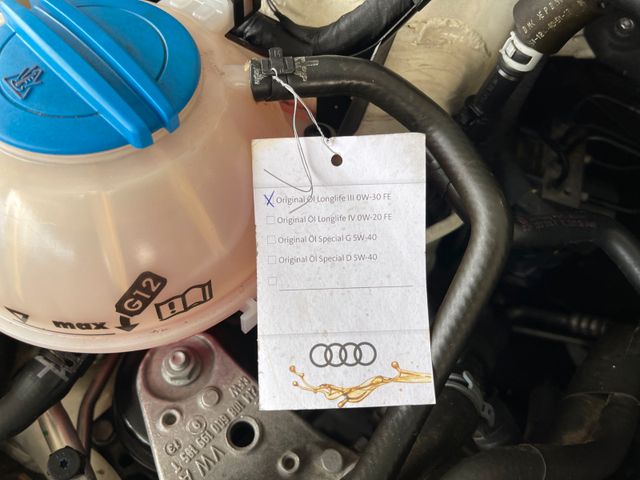 Original Öl Longlife III 0W-30 FE
Original Öl Longlife IV 0W-20 FE
Original Öl Special G 5W-40
Original Öl Special D 5W-40
G12
max
VW A